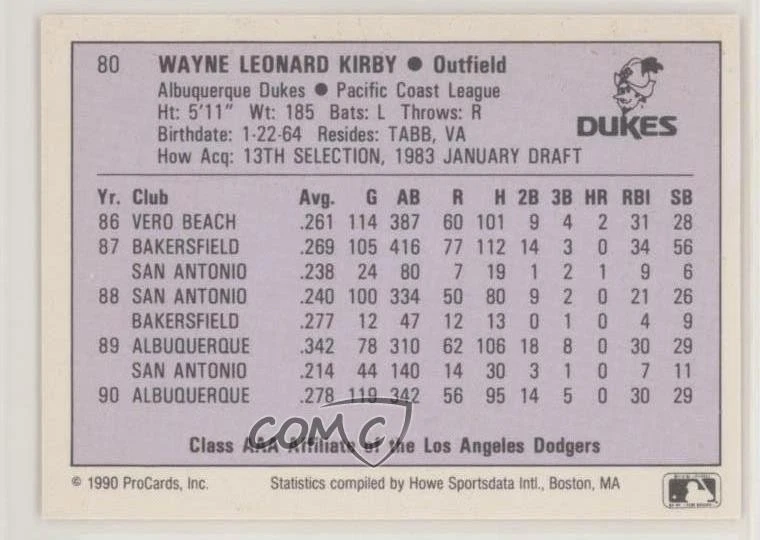 80 WAYNE LEONARD KIRBY ● Outfield
Albuquerque Dukes ● Pacific Coast League
Ht: 5'11" Wt: 185 Bats: L Throws: R
Birthdate: 1-22-64 Resides: TABB, VA
How Acq: 13TH SELECTION, 1983 JANUARY DRAFT
DUKES
Yr. Club Avg. G AB R H 2B 3B HR RBI SB
86 VERO BEACH .261 114 387 60 101 9 4 2 31 28
87 BAKERSFIELD .269 105 416 77 112 14 3 0 34 56
SAN ANTONIO .238 24 80 7 19 1 2 1 9 6
88 SAN ANTONIO .240 100 334 50 80 9 2 0 21 26
BAKERSFIELD .277 12 47 12 13 0 1 0 4 9
89 ALBUQUERQUE .342 78 310 62 106 18 8 0 30 29
SAN ANTONIO .214 44 140 14 30 3 1 0 7 11
90 ALBUQUERQUE .278 119 342 56 95 14 5 0 30 29
COMC
Class AAA Affiliate of the Los Angeles Dodgers
© 1990 ProCards, Inc. Statistics compiled by Howe Sportsdata Intl., Boston, MA